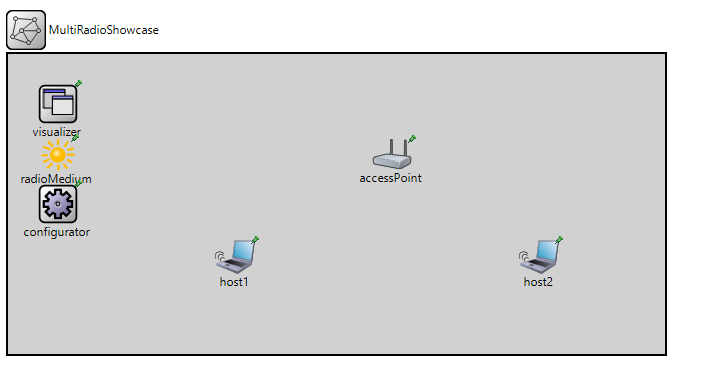 MultiRadioShowcase
visualizer
radioMedium
configurator
accessPoint
host1
host2